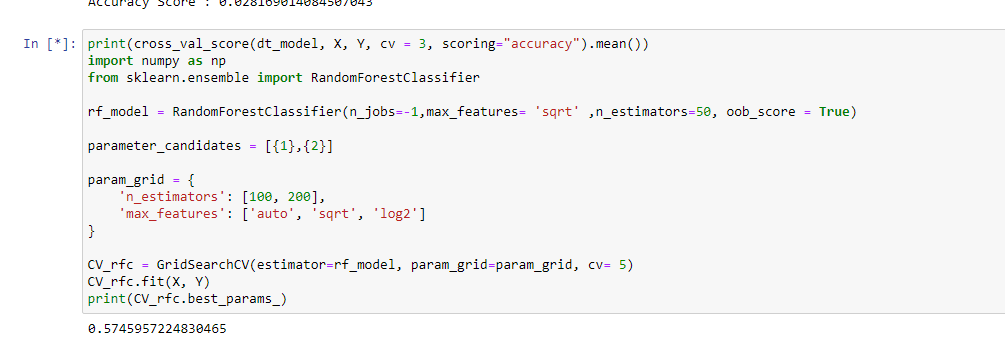 Accuracy Score : 0.028169014084507043
In [*]: print(cross_val_score(dt_model, X, Y, cv = 3, scoring="accuracy").mean())
import numpy as np
from sklearn.ensemble import RandomForestClassifier
rf_model = RandomForestClassifier(n_jobs=-1,max_features= 'sqrt' ,n_estimators=50, oob_score = True)
parameter_candidates = [{1},{2}]
param_grid = {
    'n_estimators': [100, 200],
    'max_features': ['auto', 'sqrt', 'log2']
}
CV_rfc = GridSearchCV(estimator=rf_model, param_grid=param_grid, cv= 5)
CV_rfc.fit(X, Y)
print(CV_rfc.best_params_)
0.5745957224830465